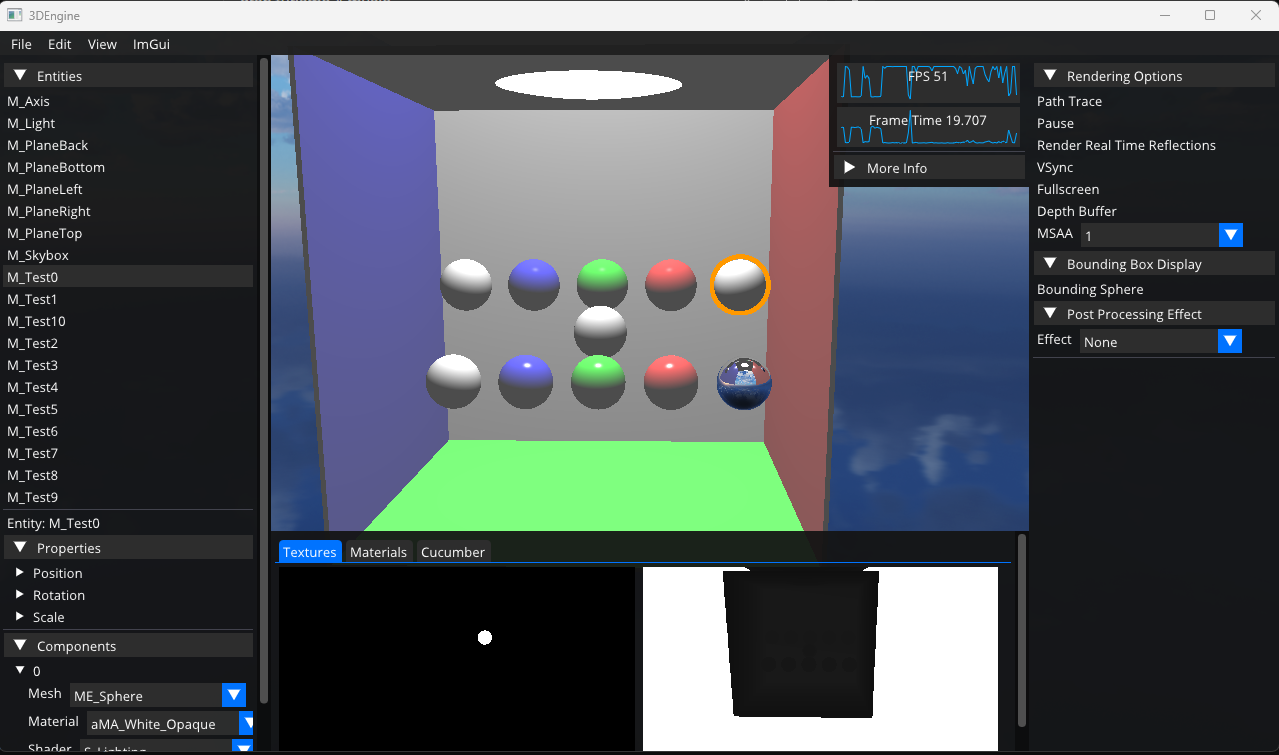 3DEngine
File Edit View ImGui
Entities
M_Axis
M_Light
M_PlaneBack
M_PlaneBottom
M_PlaneLeft
M_PlaneRight
M_PlaneTop
M_Skybox
M_Test0
M_Test1
M_Test10
M_Test2
M_Test3
M_Test4
M_Test5
M_Test6
M_Test7
M_Test8
M_Test9
Entity: M_Test0
Properties
Position
Rotation
Scale
Components
0
Mesh ME_Sphere
Material aMA_White_Opaque
Shader S_Lighting
FPS 51
Frame Time 19.707
More Info
Textures Materials Cucumber
Rendering Options
Path Trace
Pause
Render Real Time Reflections
VSync
Fullscreen
Depth Buffer
MSAA 1
Bounding Box Display
Bounding Sphere
Post Processing Effect
Effect None